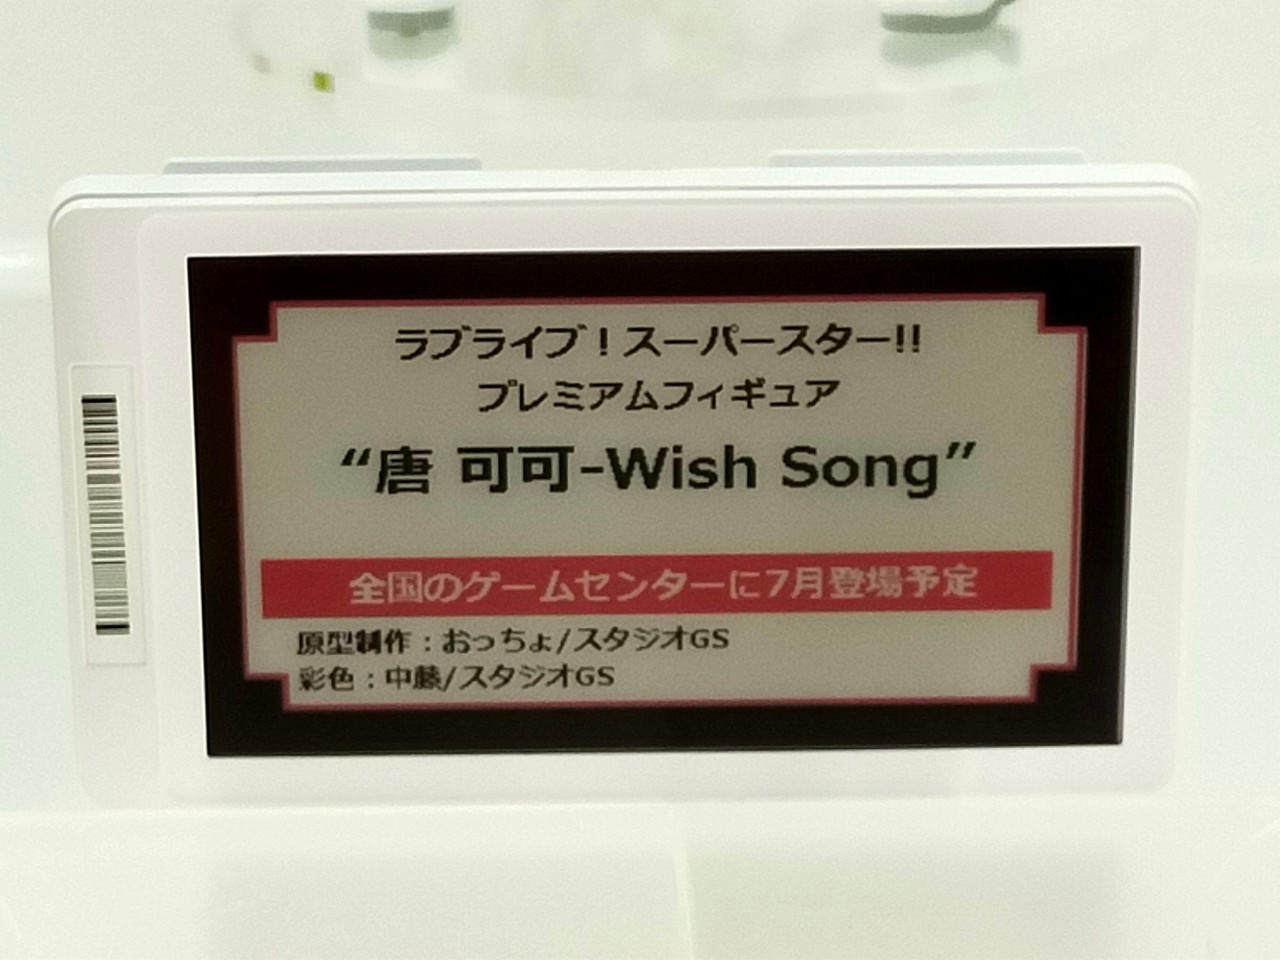 ラブライブ！スーパースター!!
プレミアムフィギュア
“唐 可可-Wish Song”
全国のゲームセンターに7月登場予定
原型制作：おっちょ/スタジオGS
彩色：中藤/スタジオGS